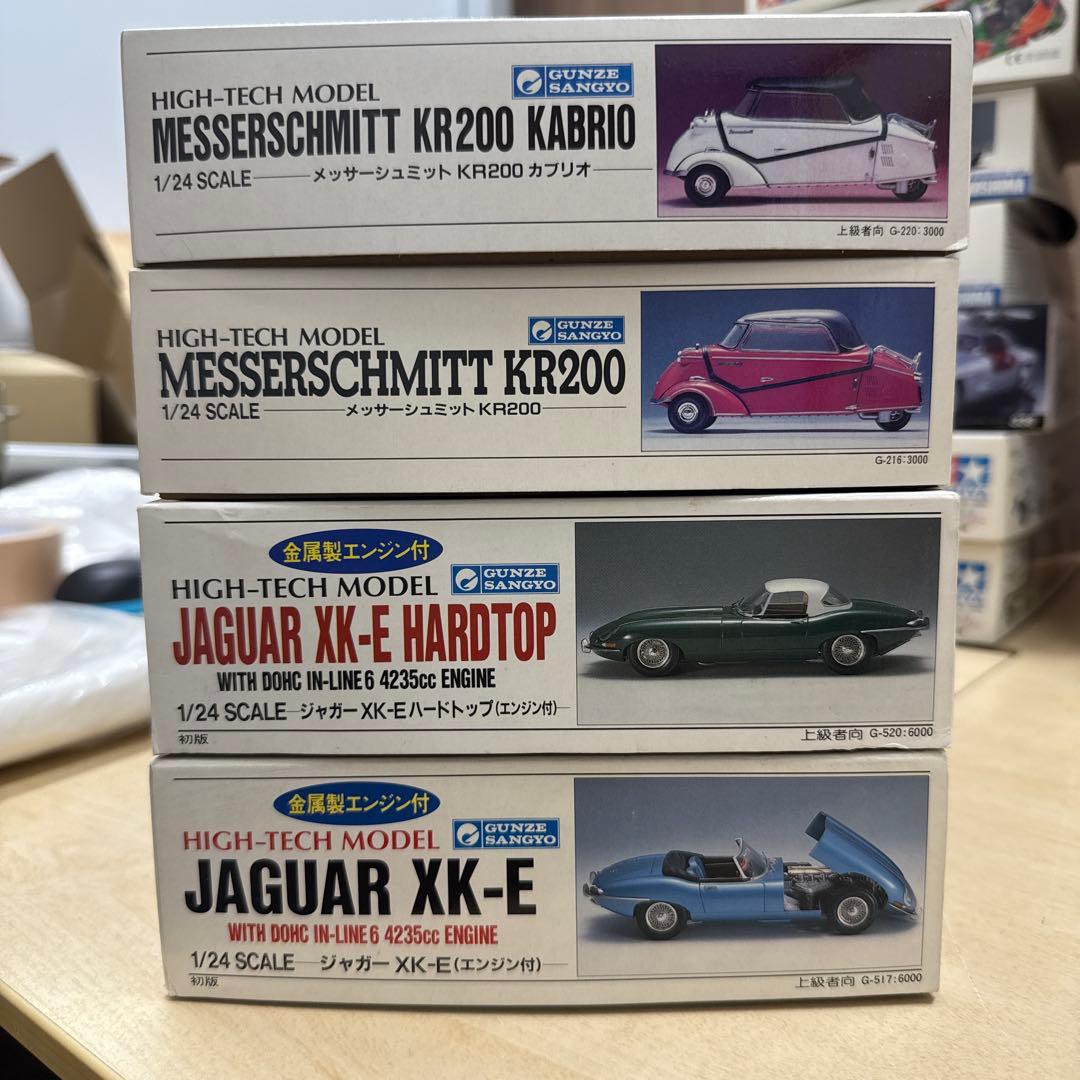 HIGH-TECH MODEL
GUNZE
SANGYO
MESSERSCHMITT KR200 KABRIO
1/24 SCALE メッサーシュミット KR200 カブリオ
上級者向 G-220:3000
HIGH-TECH MODEL
GUNZE
SANGYO
MESSERSCHMITT KR200
1/24 SCALE メッサーシュミット KR200
G-216:3000
金属製エンジン付
HIGH-TECH MODEL
GUNZE
SANGYO
JAGUAR XK-E HARDTOP
WITH DOHC IN-LINE 6 4235cc ENGINE
1/24 SCALE ジャガー XK-E ハードトップ(エンジン付)
初版
上級者向 G-520:6000
金属製エンジン付
HIGH-TECH MODEL
GUNZE
SANGYO
JAGUAR XK-E
WITH DOHC IN-LINE 6 4235cc ENGINE
1/24 SCALE ジャガー XK-E (エンジン付)
初版
上級者向 G-517:6000